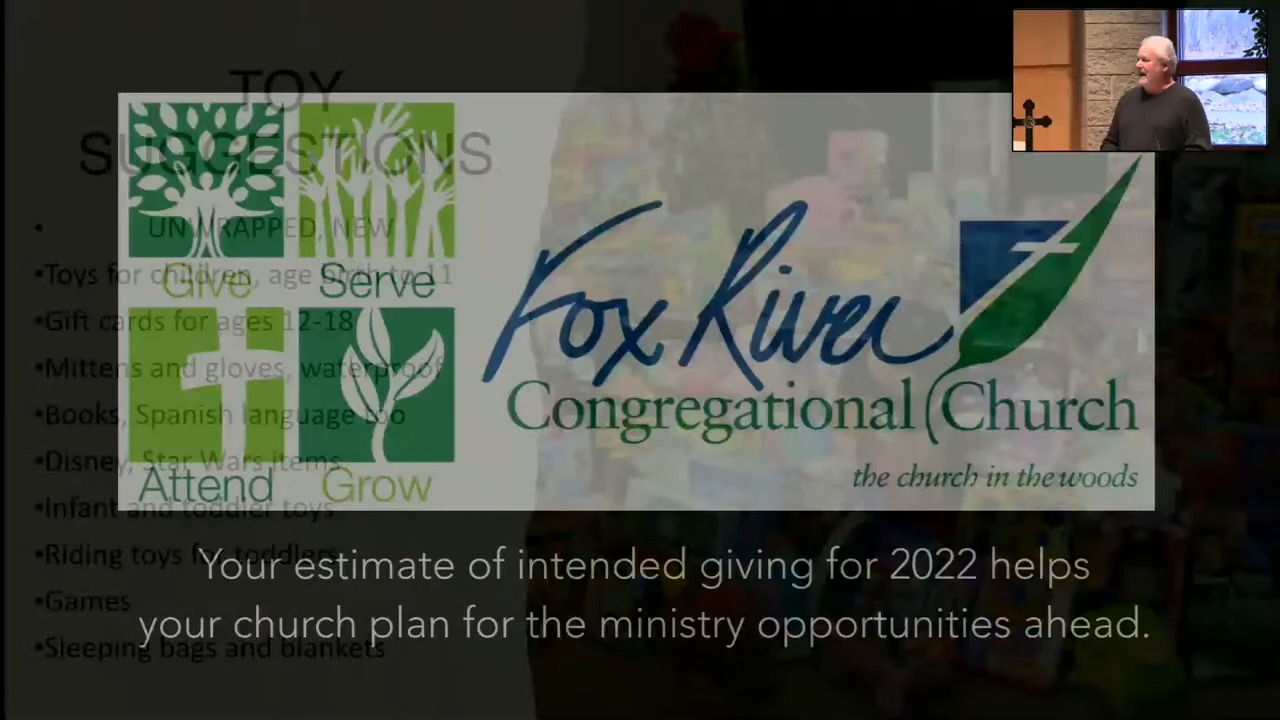 TOY
SUGGESTIONS
• UNWRAPPED, NEW
•Toys for children, age birth to 11
•Gift cards for ages 12-18
•Mittens and gloves, waterproof
•Books, Spanish language too
•Disney, Star Wars items
•Infant and toddler toys
•Riding toys for toddlers
•Games
•Sleeping bags and blankets
Give Serve
Attend Grow
Fox River
Congregational Church
the church in the woods
Your estimate of intended giving for 2022 helps
your church plan for the ministry opportunities ahead.